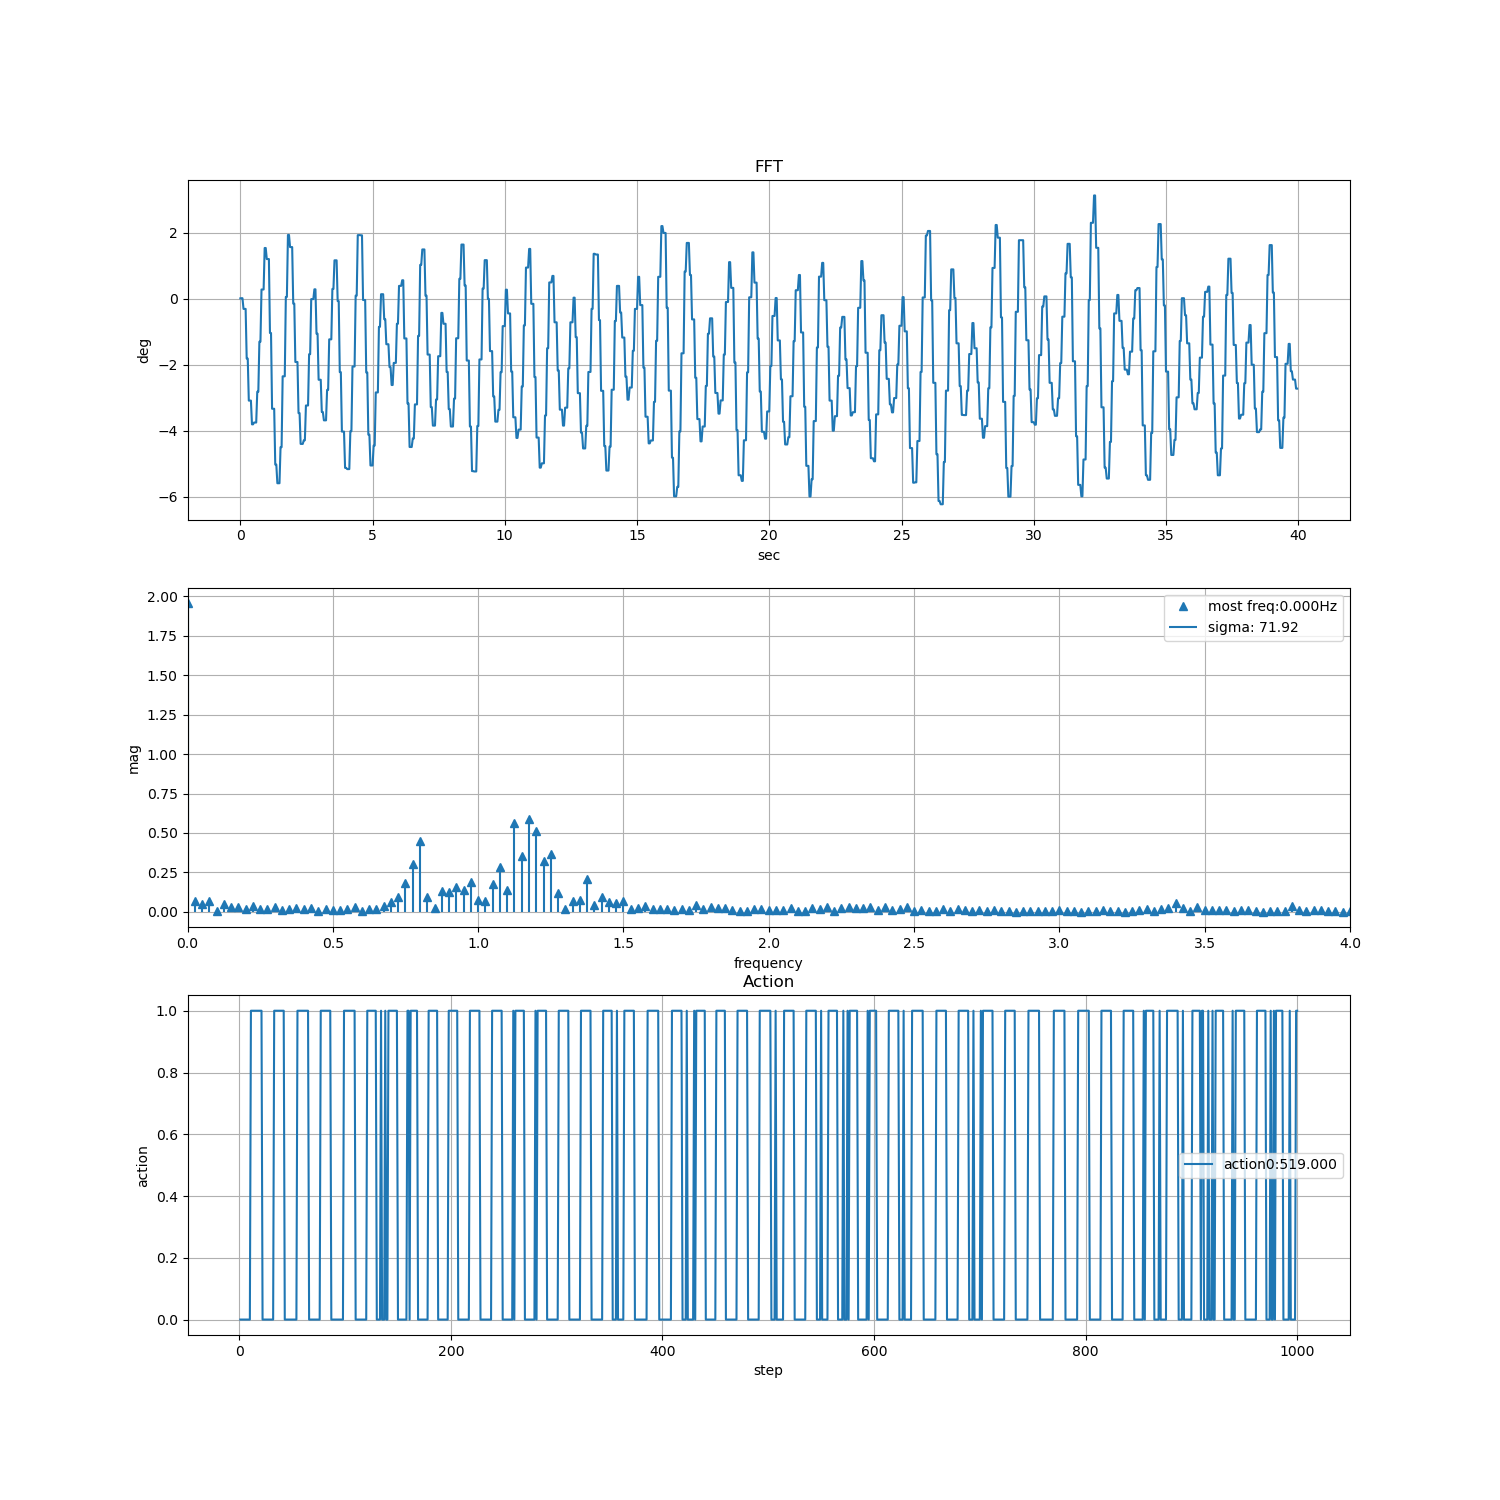 FFT
2
0
−2
−4
−6
deg
0 5 10 15 20 25 30 35 40
sec
2.00
1.75
1.50
1.25
1.00
0.75
0.50
0.25
0.00
mag
most freq:0.000Hz
sigma: 71.92
0.0 0.5 1.0 1.5 2.0 2.5 3.0 3.5 4.0
frequency
Action
1.0
0.8
0.6
0.4
0.2
0.0
action
action0:519.000
0 200 400 600 800 1000
step